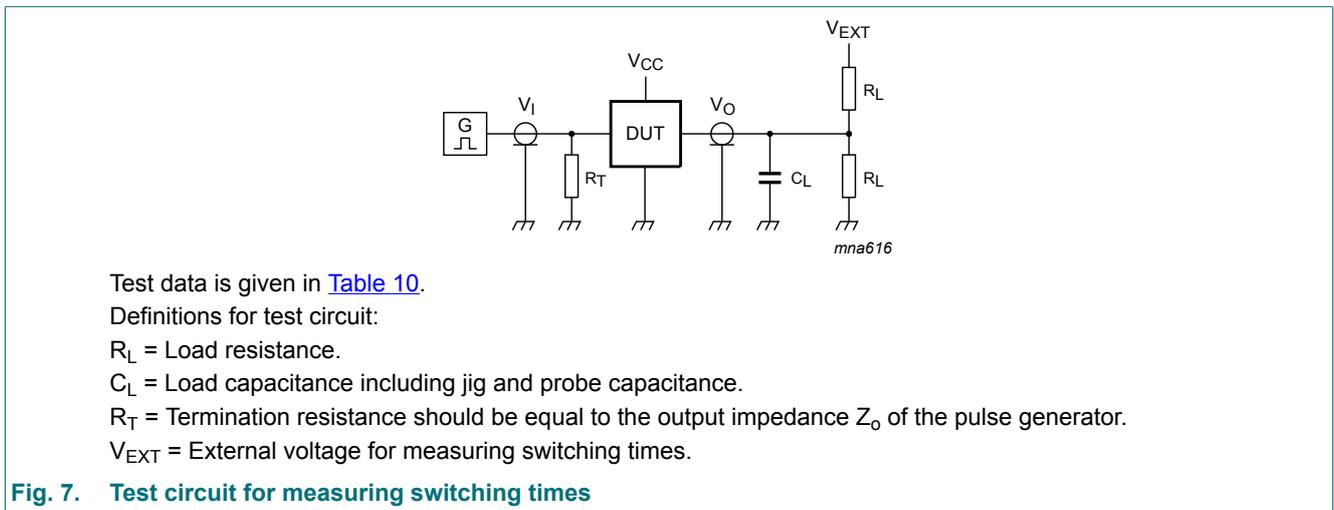 V_EXT
V_CC
R_L
V_I
V_O
G
DUT
R_T
C_L
R_L
mna616
Test data is given in Table 10.
Definitions for test circuit:
R_L = Load resistance.
C_L = Load capacitance including jig and probe capacitance.
R_T = Termination resistance should be equal to the output impedance Z_o of the pulse generator.
V_EXT = External voltage for measuring switching times.
Fig. 7. Test circuit for measuring switching times